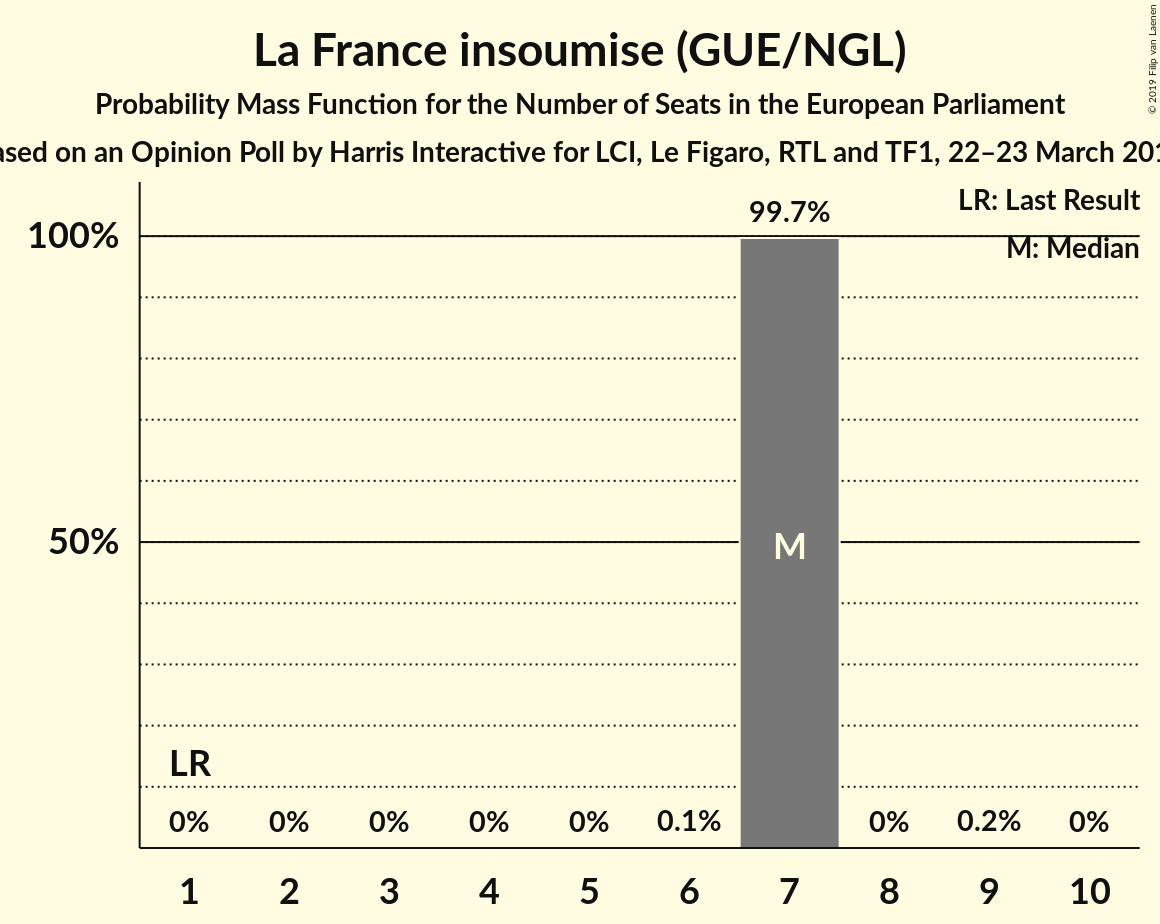 La France insoumise (GUE/NGL)
Probability Mass Function for the Number of Seats in the European Parliament
ased on an Opinion Poll by Harris Interactive for LCI, Le Figaro, RTL and TF1, 22–23 March 201
© 2019 Filip van Laenen
LR: Last Result
M: Median
99.7%
100%
50%
M
LR
0% 0% 0% 0% 0% 0.1% 0% 0.2% 0%
1 2 3 4 5 6 7 8 9 10